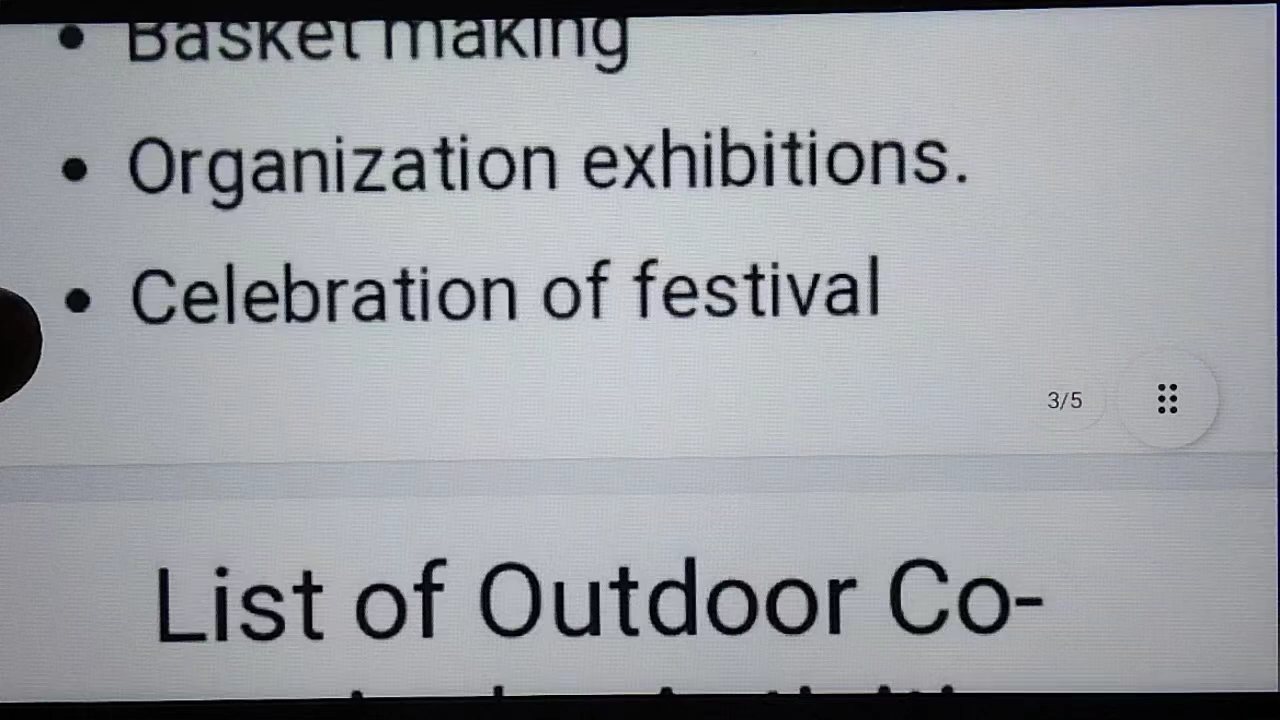 • Basket making
• Organization exhibitions.
• Celebration of festival
3/5
List of Outdoor Co-